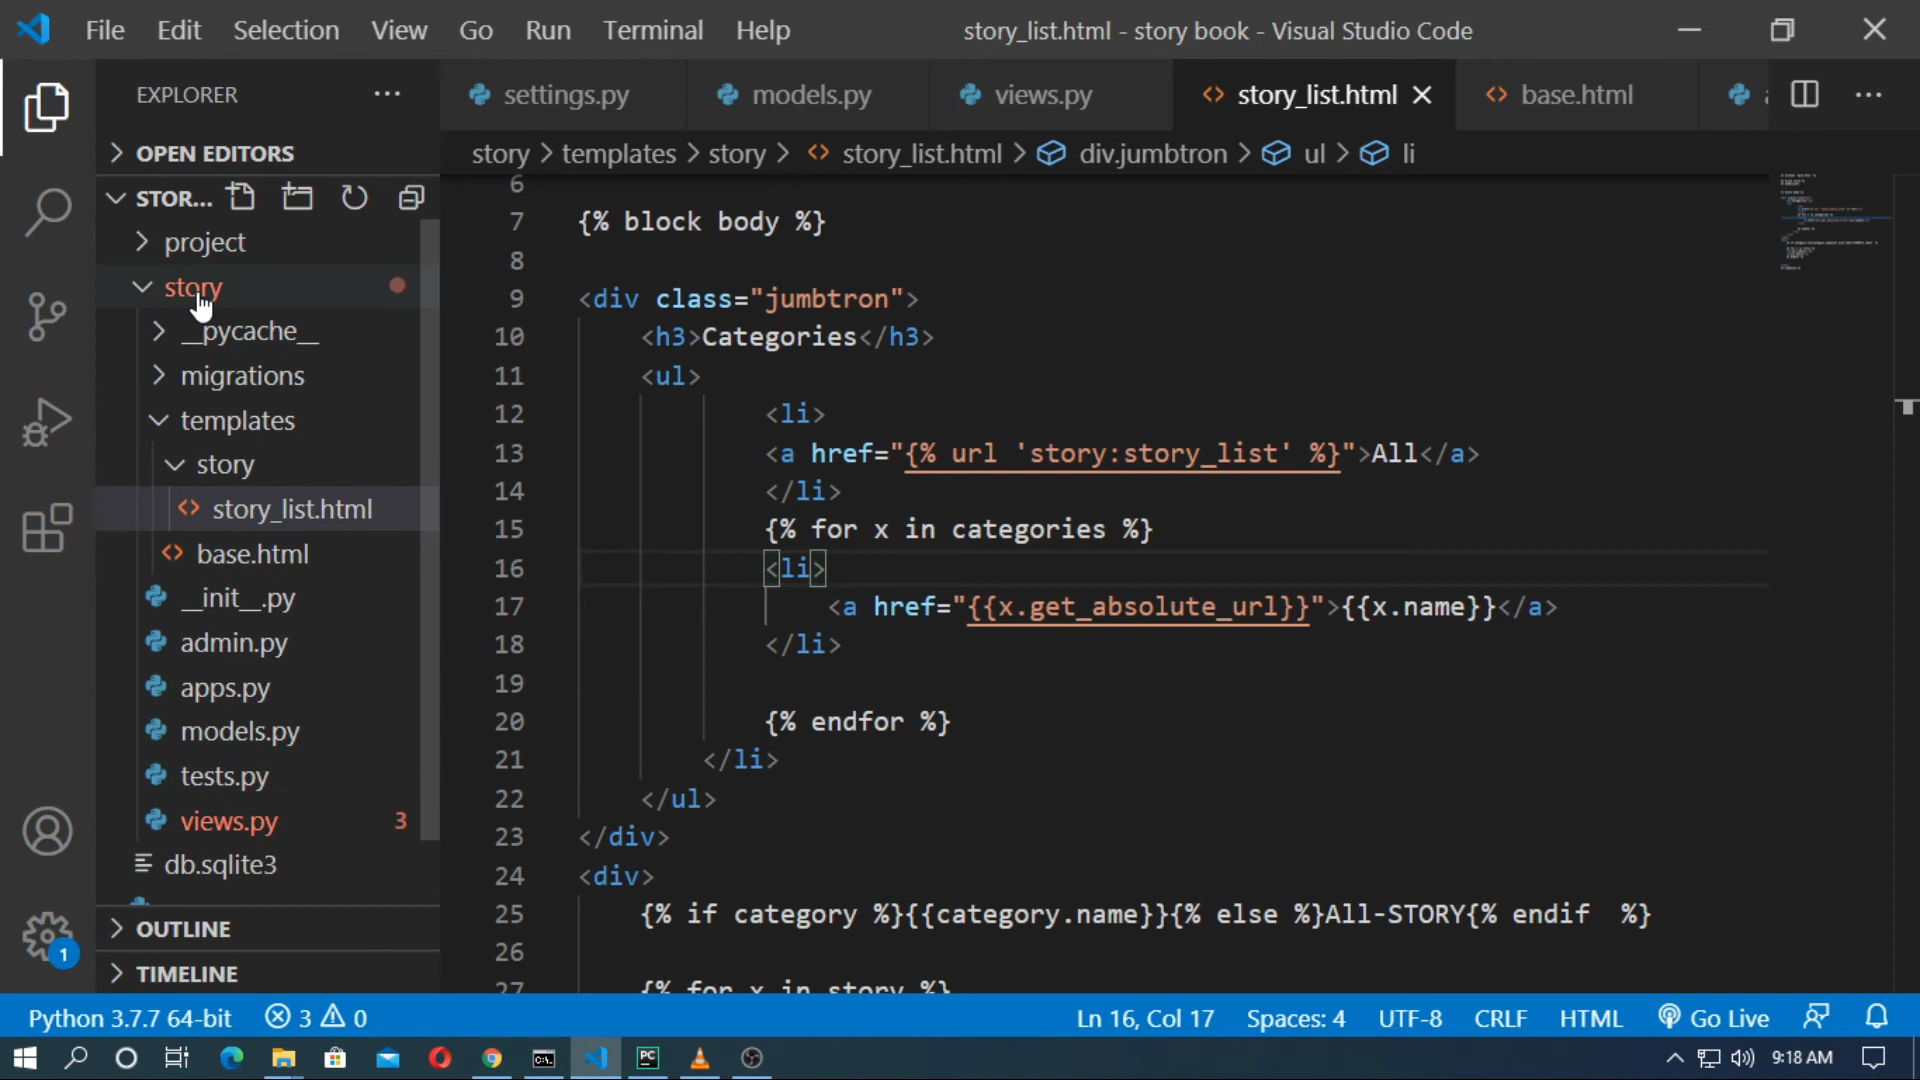 File Edit Selection View Go Run Terminal Help story_list.html - story book - Visual Studio Code
EXPLORER
settings.py models.py views.py story_list.html base.html
OPEN EDITORS
story > templates > story > story_list.html > div.jumbtron > ul > li
STOR...
project
story
__pycache__
migrations
templates
story
story_list.html
base.html
__init__.py
admin.py
apps.py
models.py
tests.py
views.py 3
db.sqlite3
OUTLINE
TIMELINE
6
7 {% block body %}
8
9 <div class="jumbtron">
10 <h3>Categories</h3>
11 <ul>
12 <li>
13 <a href="{% url 'story:story_list' %}">All</a>
14 </li>
15 {% for x in categories %}
16 <li>
17 <a href="{{x.get_absolute_url}}">{{x.name}}</a>
18 </li>
19
20 {% endfor %}
21 </li>
22 </ul>
23 </div>
24 <div>
25 {% if category %}{{category.name}}{% else %}All-STORY{% endif  %}
26
27 {% for x in story %}
1
Python 3.7.7 64-bit 3 0 Ln 16, Col 17 Spaces: 4 UTF-8 CRLF HTML Go Live
PC 9:18 AM